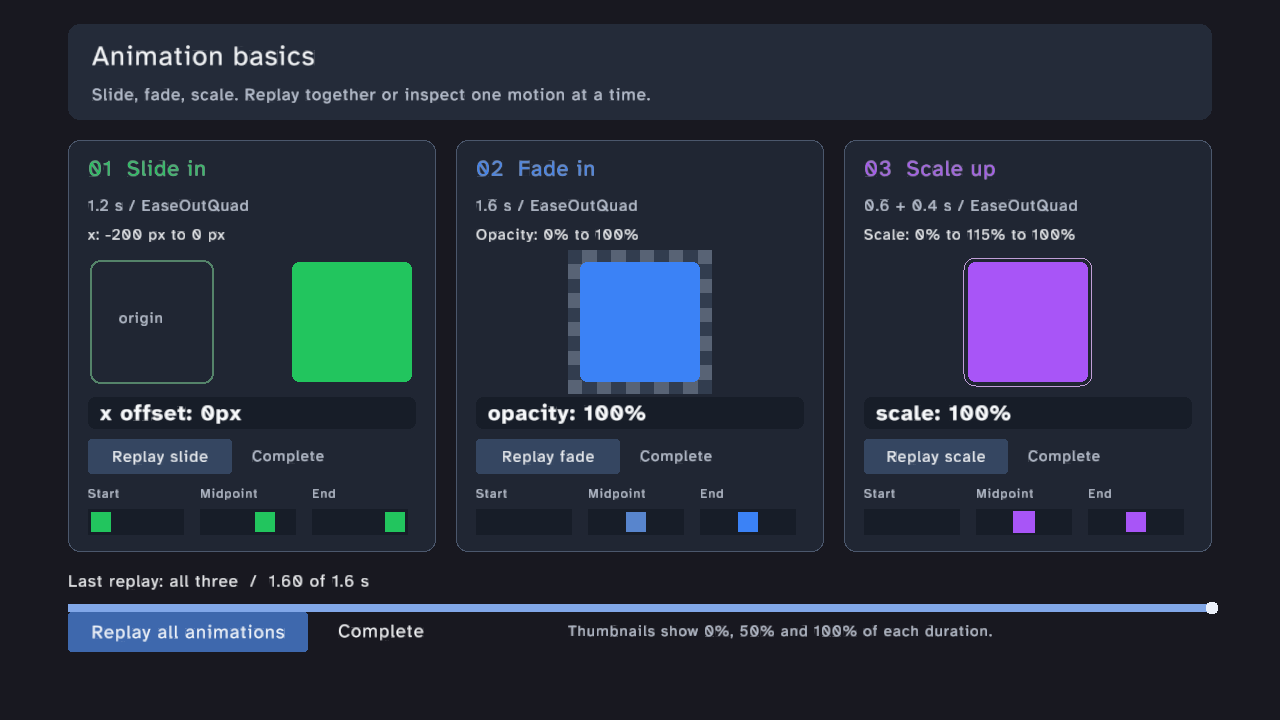 Animation basics
Slide, fade, scale. Replay together or inspect one motion at a time.
01 Slide in
1.2 s / EaseOutQuad
x: -200 px to 0 px
origin
x offset: 0px
Replay slide
Complete
Start
Midpoint
End
02 Fade in
1.6 s / EaseOutQuad
Opacity: 0% to 100%
opacity: 100%
Replay fade
Complete
Start
Midpoint
End
03 Scale up
0.6 + 0.4 s / EaseOutQuad
Scale: 0% to 115% to 100%
scale: 100%
Replay scale
Complete
Start
Midpoint
End
Last replay: all three / 1.60 of 1.6 s
Replay all animations
Complete
Thumbnails show 0%, 50% and 100% of each duration.